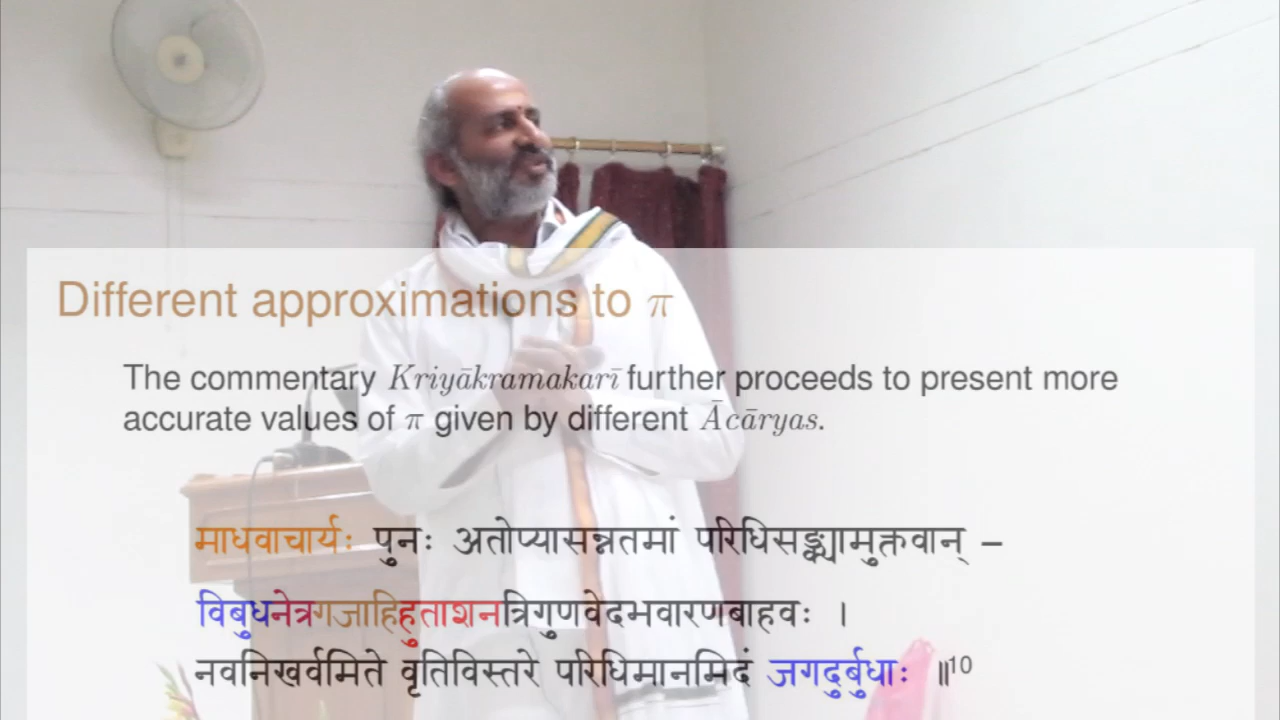 Different approximations to π
The commentary Kriyākramakarī further proceeds to present more
accurate values of π given by different Ācāryas.
माधवाचार्यः पुनः अतोप्यासन्नतमां परिधिसङ्ख्यामुक्तवान् –
विबुधनेत्रगजाहिहुताशनत्रिगुणवेदभवारणबाहवः ।
नवनिखर्वमिते वृतिविस्तरे परिधिमानमिदं जगदुर्बुधाः ॥10